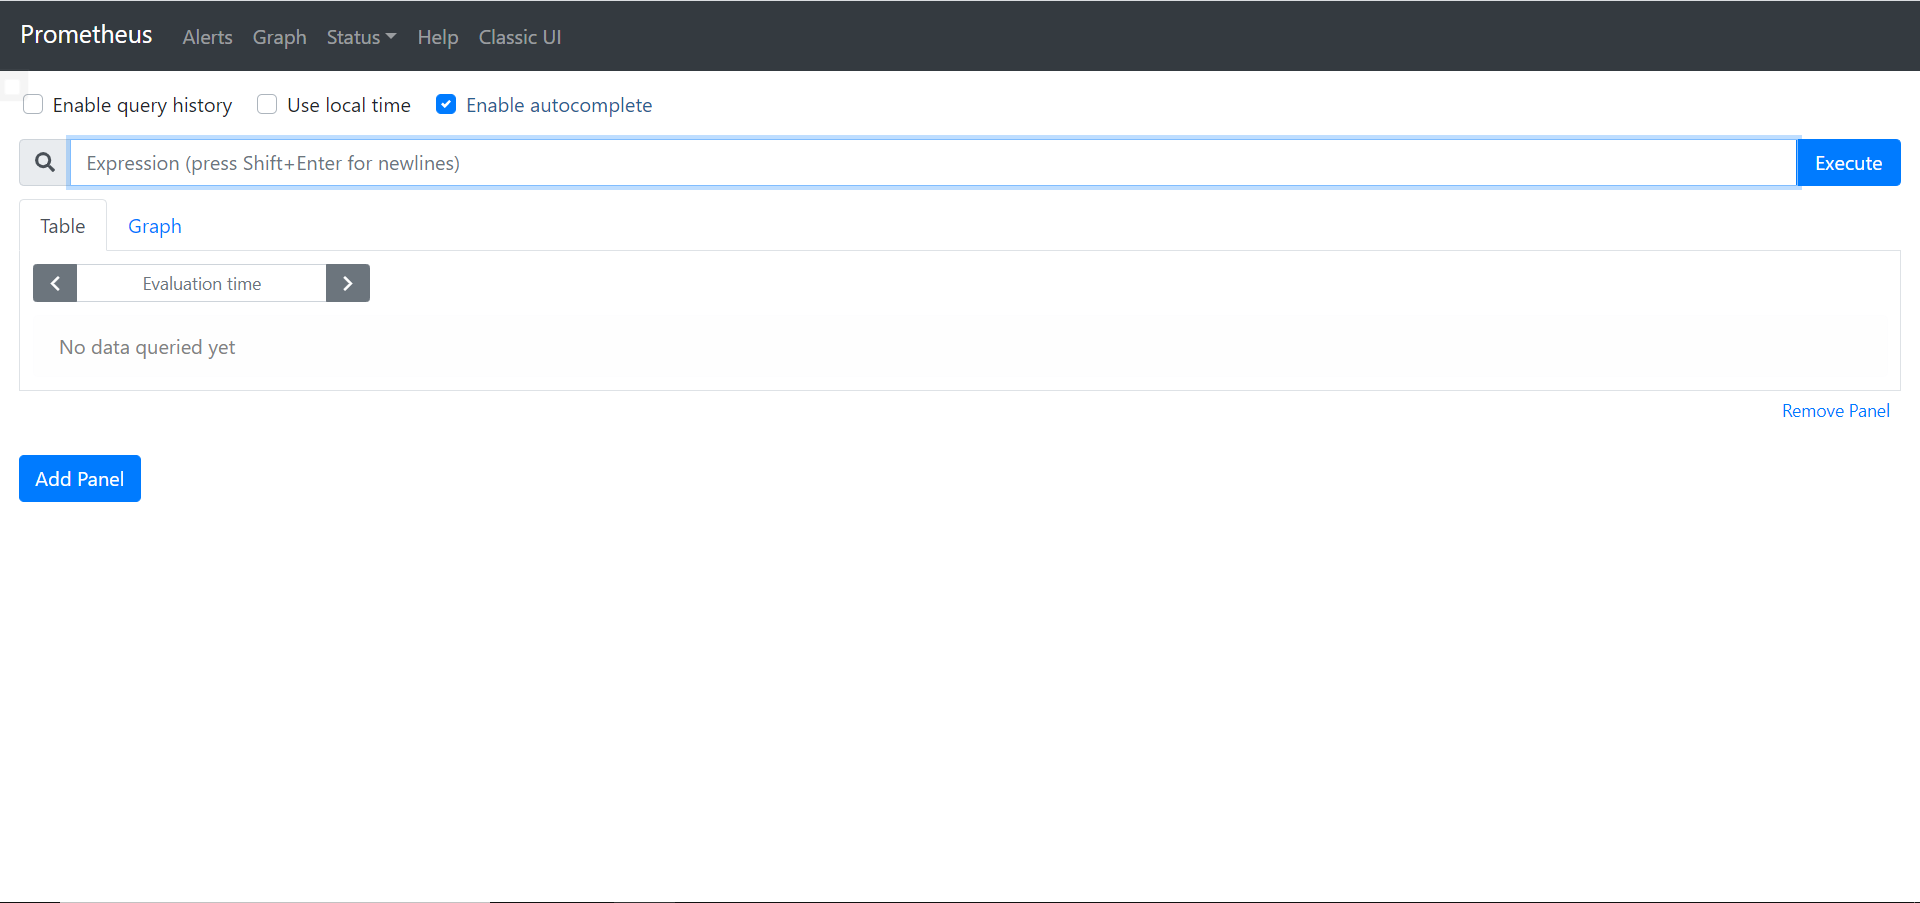 Prometheus Alerts Graph Status Help Classic UI
Enable query history Use local time Enable autocomplete
Expression (press Shift+Enter for newlines) Execute
Table Graph
Evaluation time
No data queried yet
Remove Panel
Add Panel